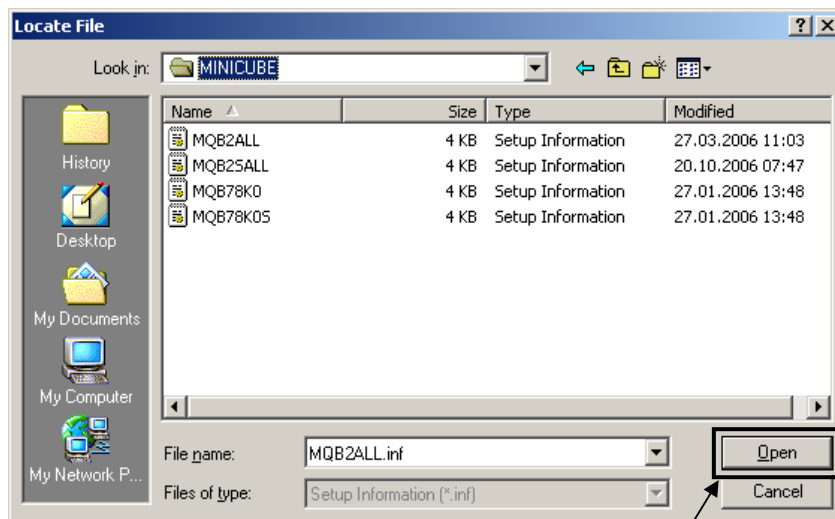 Locate File
Look in: MINICUBE
Name Size Type Modified
MQB2ALL 4 KB Setup Information 27.03.2006 11:03
MQB2SALL 4 KB Setup Information 20.10.2006 07:47
MQB78K0 4 KB Setup Information 27.01.2006 13:48
MQB78K0S 4 KB Setup Information 27.01.2006 13:48
History
Desktop
My Documents
My Computer
My Network P...
File name: MQB2ALL.inf Open
Files of type: Setup Information (*.inf) Cancel